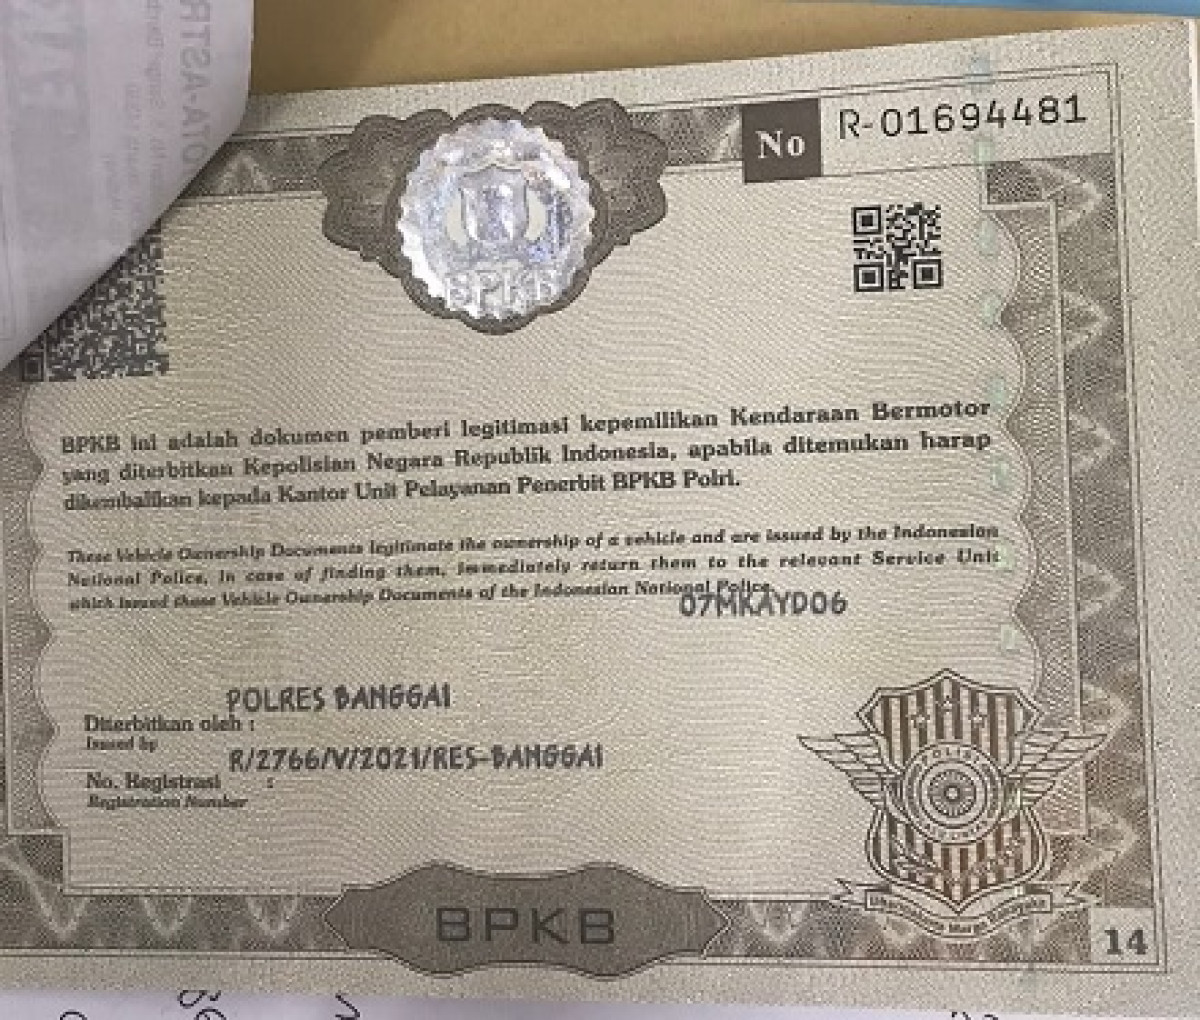 No R-01694481
BPKB
BPKB ini adalah dokumen pemberi legitimasi kepemilikan Kendaraan Bermotor
yang diterbitkan Kepolisian Negara Republik Indonesia, apabila ditemukan harap
dikembalikan kepada Kantor Unit Pelayanan Penerbit BPKB Polri.
These Vehicle Ownership Documents legitimate the ownership of a vehicle and are issued by the Indonesian
National Police, in case of finding them, immediately return them to the relevant Service Unit
which issued those Vehicle Ownership Documents of the Indonesian National Police.
07MKAYD06
POLRES BANGGAI
Diterbitkan oleh :
Issued by
R/2766/V/2021/RES-BANGGAI
No. Registrasi :
Registration Number
POLISI
BPKB
14